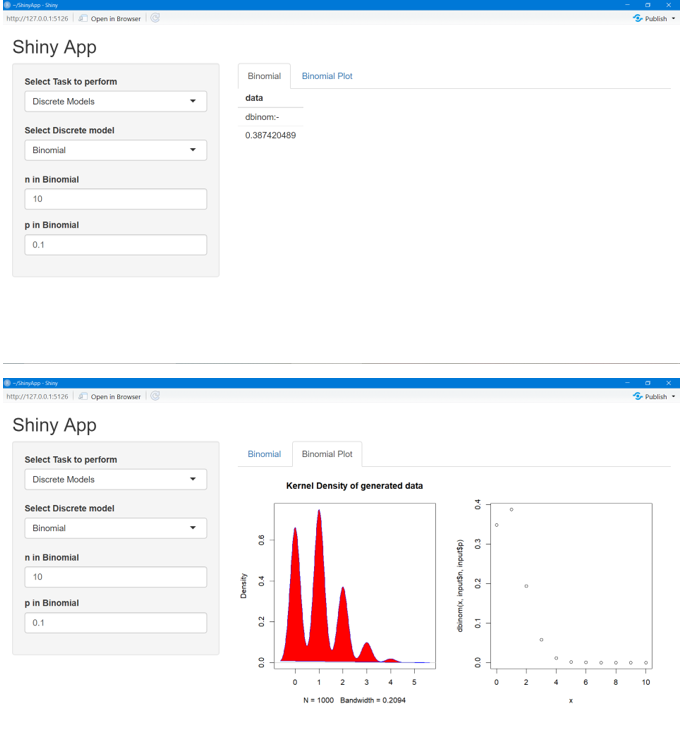 ~/ShinyApp - Shiny
http://127.0.0.1:5126 Open in Browser Publish
Shiny App
Select Task to perform
Discrete Models
Select Discrete model
Binomial
n in Binomial
10
p in Binomial
0.1
Binomial Binomial Plot
data
dbinom:-
0.387420489
~/ShinyApp - Shiny
http://127.0.0.1:5126 Open in Browser Publish
Shiny App
Select Task to perform
Discrete Models
Select Discrete model
Binomial
n in Binomial
10
p in Binomial
0.1
Binomial Binomial Plot
Kernel Density of generated data
Density
0.0 0.2 0.4 0.6
0 1 2 3 4 5
N = 1000 Bandwidth = 0.2094
dbinom(x, input$n, input$p)
0.0 0.1 0.2 0.3 0.4
0 2 4 6 8 10
x